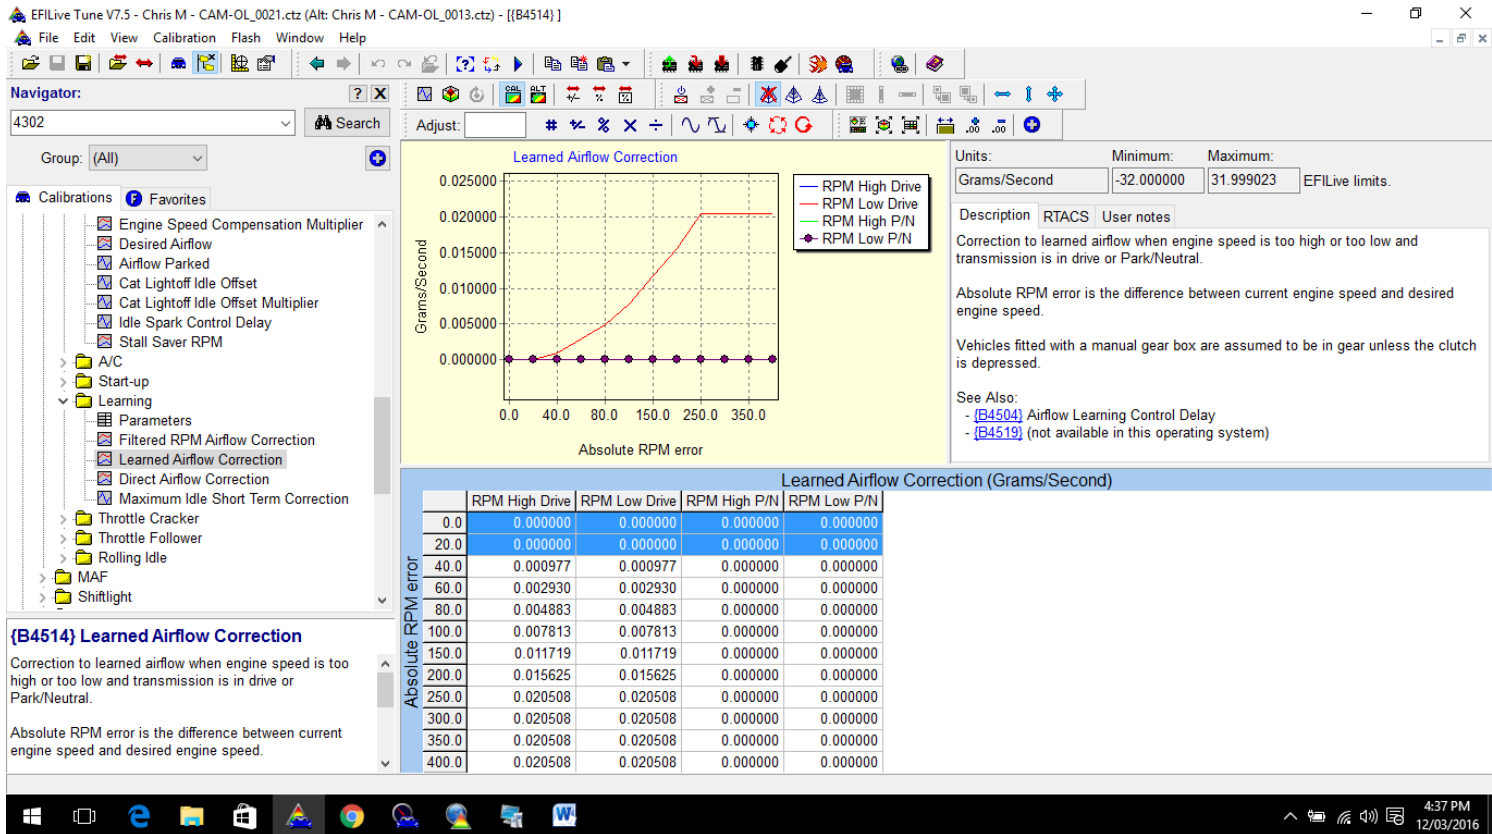 EFILive Tune V7.5 - Chris M - CAM-OL_0021.ctz (Alt: Chris M - CAM-OL_0013.ctz) - [{B4514} ]
File Edit View Calibration Flash Window Help
Navigator:
4302
Search
Group: (All)
Calibrations
F Favorites
Engine Speed Compensation Multiplier
Desired Airflow
Airflow Parked
Cat Lightoff Idle Offset
Cat Lightoff Idle Offset Multiplier
Idle Spark Control Delay
Stall Saver RPM
A/C
Start-up
Learning
Parameters
Filtered RPM Airflow Correction
Learned Airflow Correction
Direct Airflow Correction
Maximum Idle Short Term Correction
Throttle Cracker
Throttle Follower
Rolling Idle
MAF
Shiftlight
{B4514} Learned Airflow Correction
Correction to learned airflow when engine speed is too
high or too low and transmission is in drive or
Park/Neutral.
Absolute RPM error is the difference between current
engine speed and desired engine speed.
CAL ALT
Adjust:
.00 .00
Learned Airflow Correction
0.025000
0.020000
0.015000
0.010000
0.005000
0.000000
Grams/Second
0.0 40.0 80.0 150.0 250.0 350.0
Absolute RPM error
RPM High Drive
RPM Low Drive
RPM High P/N
RPM Low P/N
Units: Minimum: Maximum:
Grams/Second -32.000000 31.999023 EFILive limits.
Description RTACS User notes
Correction to learned airflow when engine speed is too high or too low and
transmission is in drive or Park/Neutral.
Absolute RPM error is the difference between current engine speed and desired
engine speed.
Vehicles fitted with a manual gear box are assumed to be in gear unless the clutch
is depressed.
See Also:
- {B4504} Airflow Learning Control Delay
- {B4519} (not available in this operating system)
Learned Airflow Correction (Grams/Second)
RPM High Drive RPM Low Drive RPM High P/N RPM Low P/N
Absolute RPM error
0.0 0.000000 0.000000 0.000000 0.000000
20.0 0.000000 0.000000 0.000000 0.000000
40.0 0.000977 0.000977 0.000000 0.000000
60.0 0.002930 0.002930 0.000000 0.000000
80.0 0.004883 0.004883 0.000000 0.000000
100.0 0.007813 0.007813 0.000000 0.000000
150.0 0.011719 0.011719 0.000000 0.000000
200.0 0.015625 0.015625 0.000000 0.000000
250.0 0.020508 0.020508 0.000000 0.000000
300.0 0.020508 0.020508 0.000000 0.000000
350.0 0.020508 0.020508 0.000000 0.000000
400.0 0.020508 0.020508 0.000000 0.000000
4:37 PM
12/03/2016